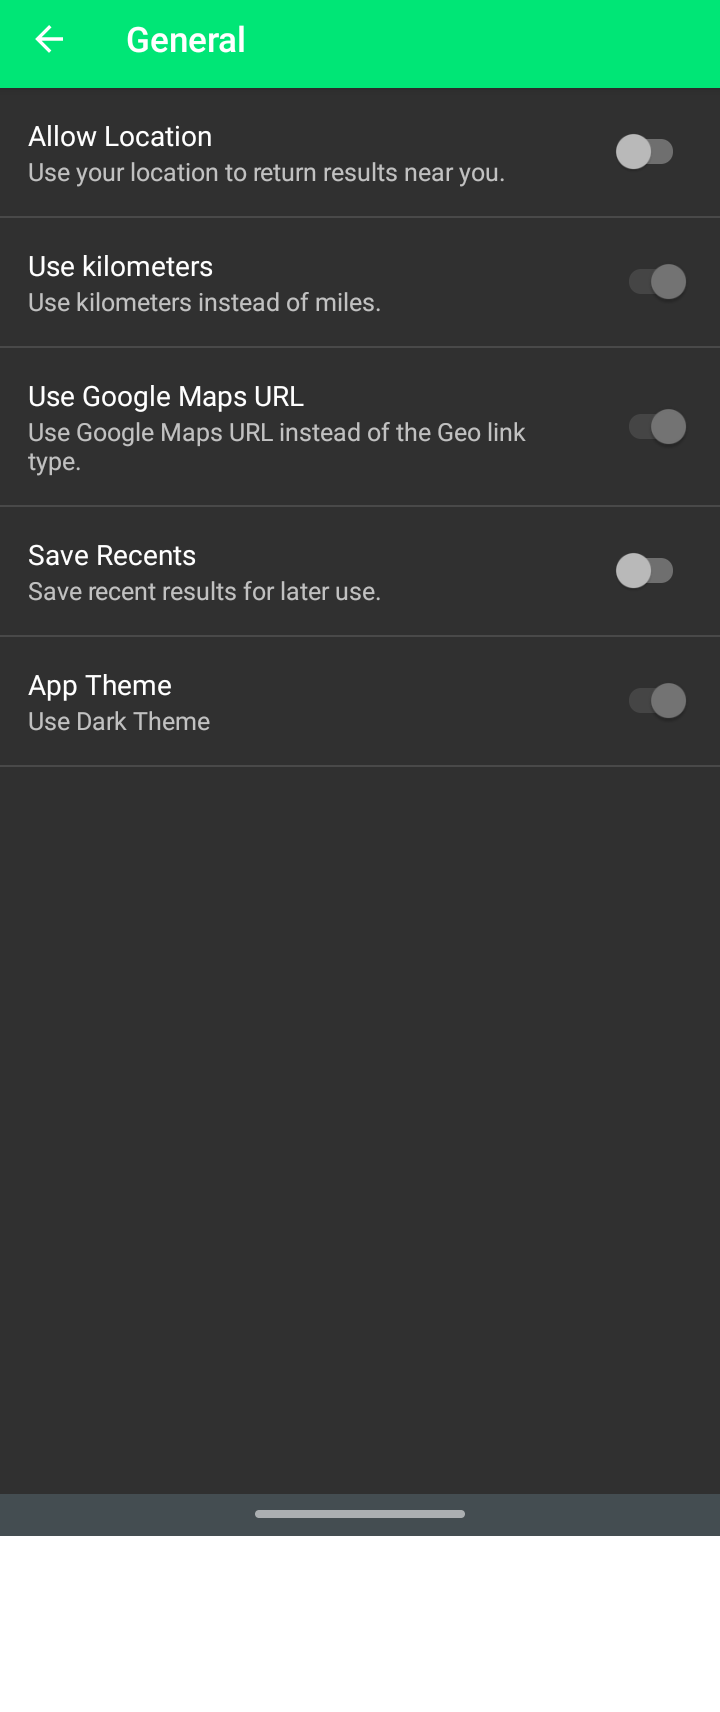 General
Allow Location
Use your location to return results near you.
Use kilometers
Use kilometers instead of miles.
Use Google Maps URL
Use Google Maps URL instead of the Geo link
type.
Save Recents
Save recent results for later use.
App Theme
Use Dark Theme